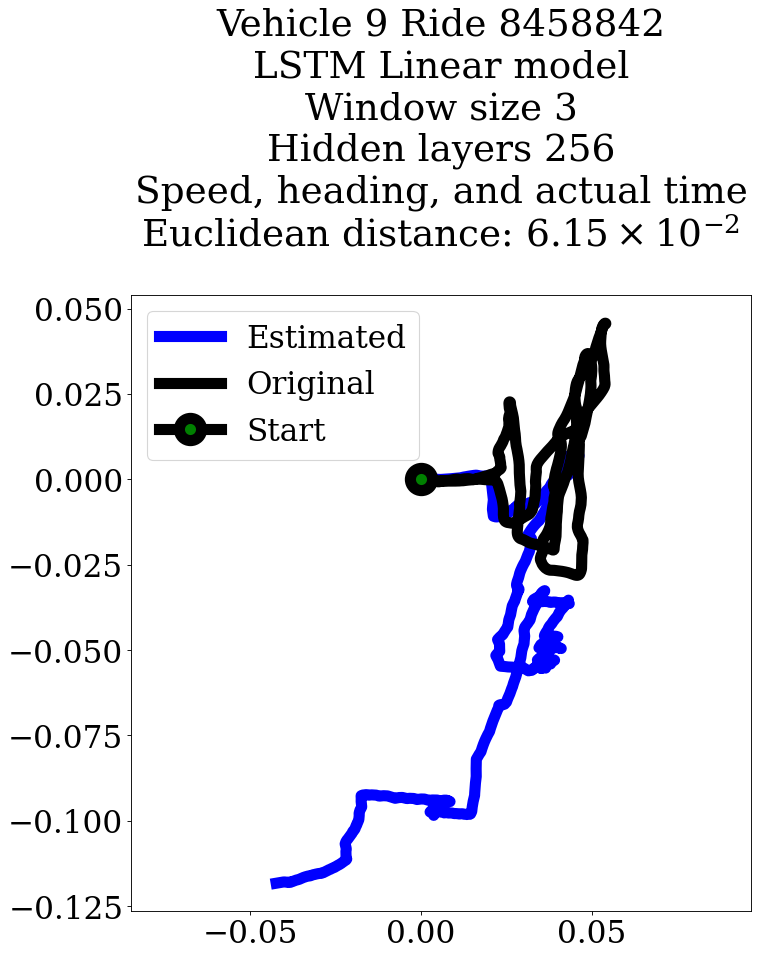 Vehicle 9 Ride 8458842
LSTM Linear model
Window size 3
Hidden layers 256
Speed, heading, and actual time
Euclidean distance: 6.15 × 10⁻²
Estimated
Original
Start
0.050
0.025
0.000
−0.025
−0.050
−0.075
−0.100
−0.125
−0.05
0.00
0.05